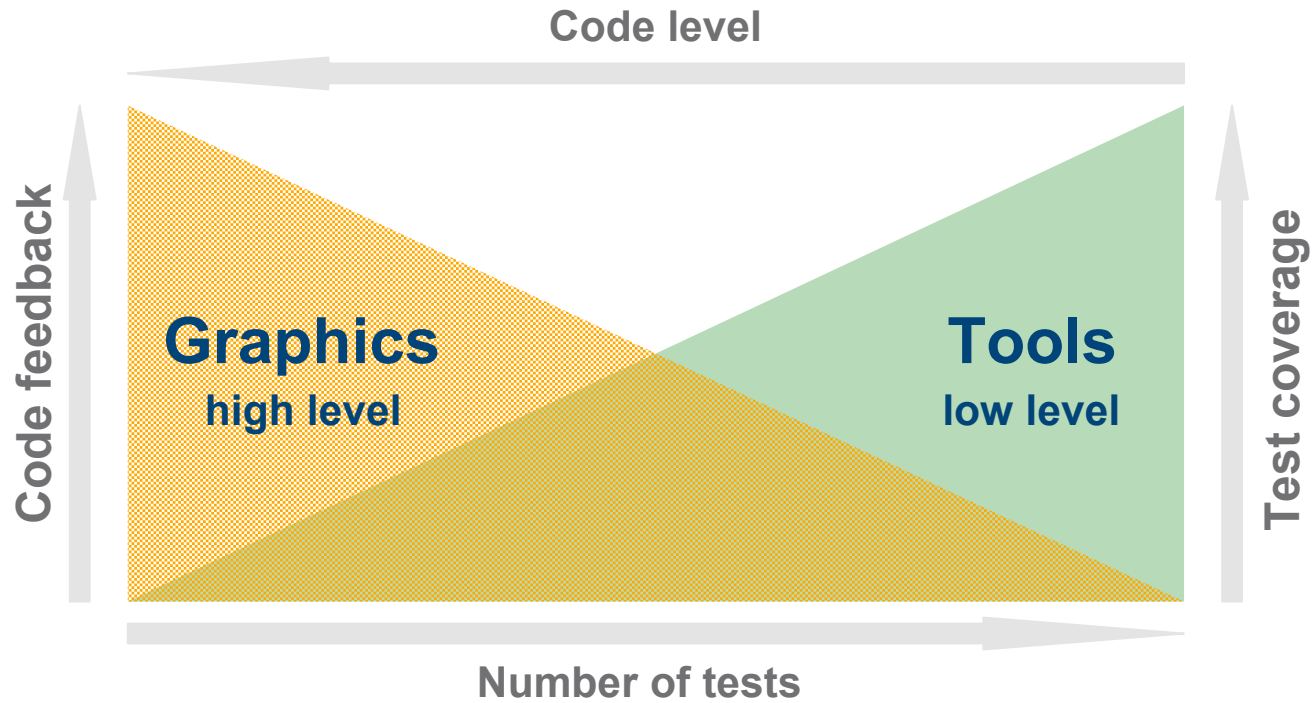 Code level
Code feedback
Graphics
high level
Tools
low level
Test coverage
Number of tests